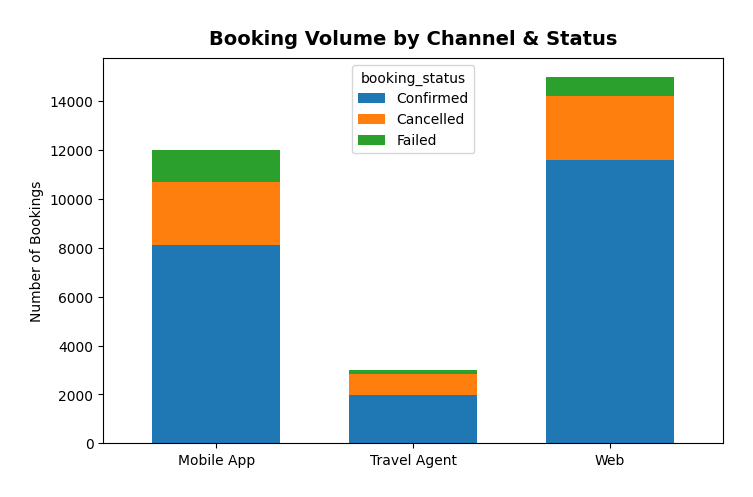 Booking Volume by Channel & Status
booking_status
Confirmed
Cancelled
Failed
Number of Bookings
14000
12000
10000
8000
6000
4000
2000
0
Mobile App
Travel Agent
Web